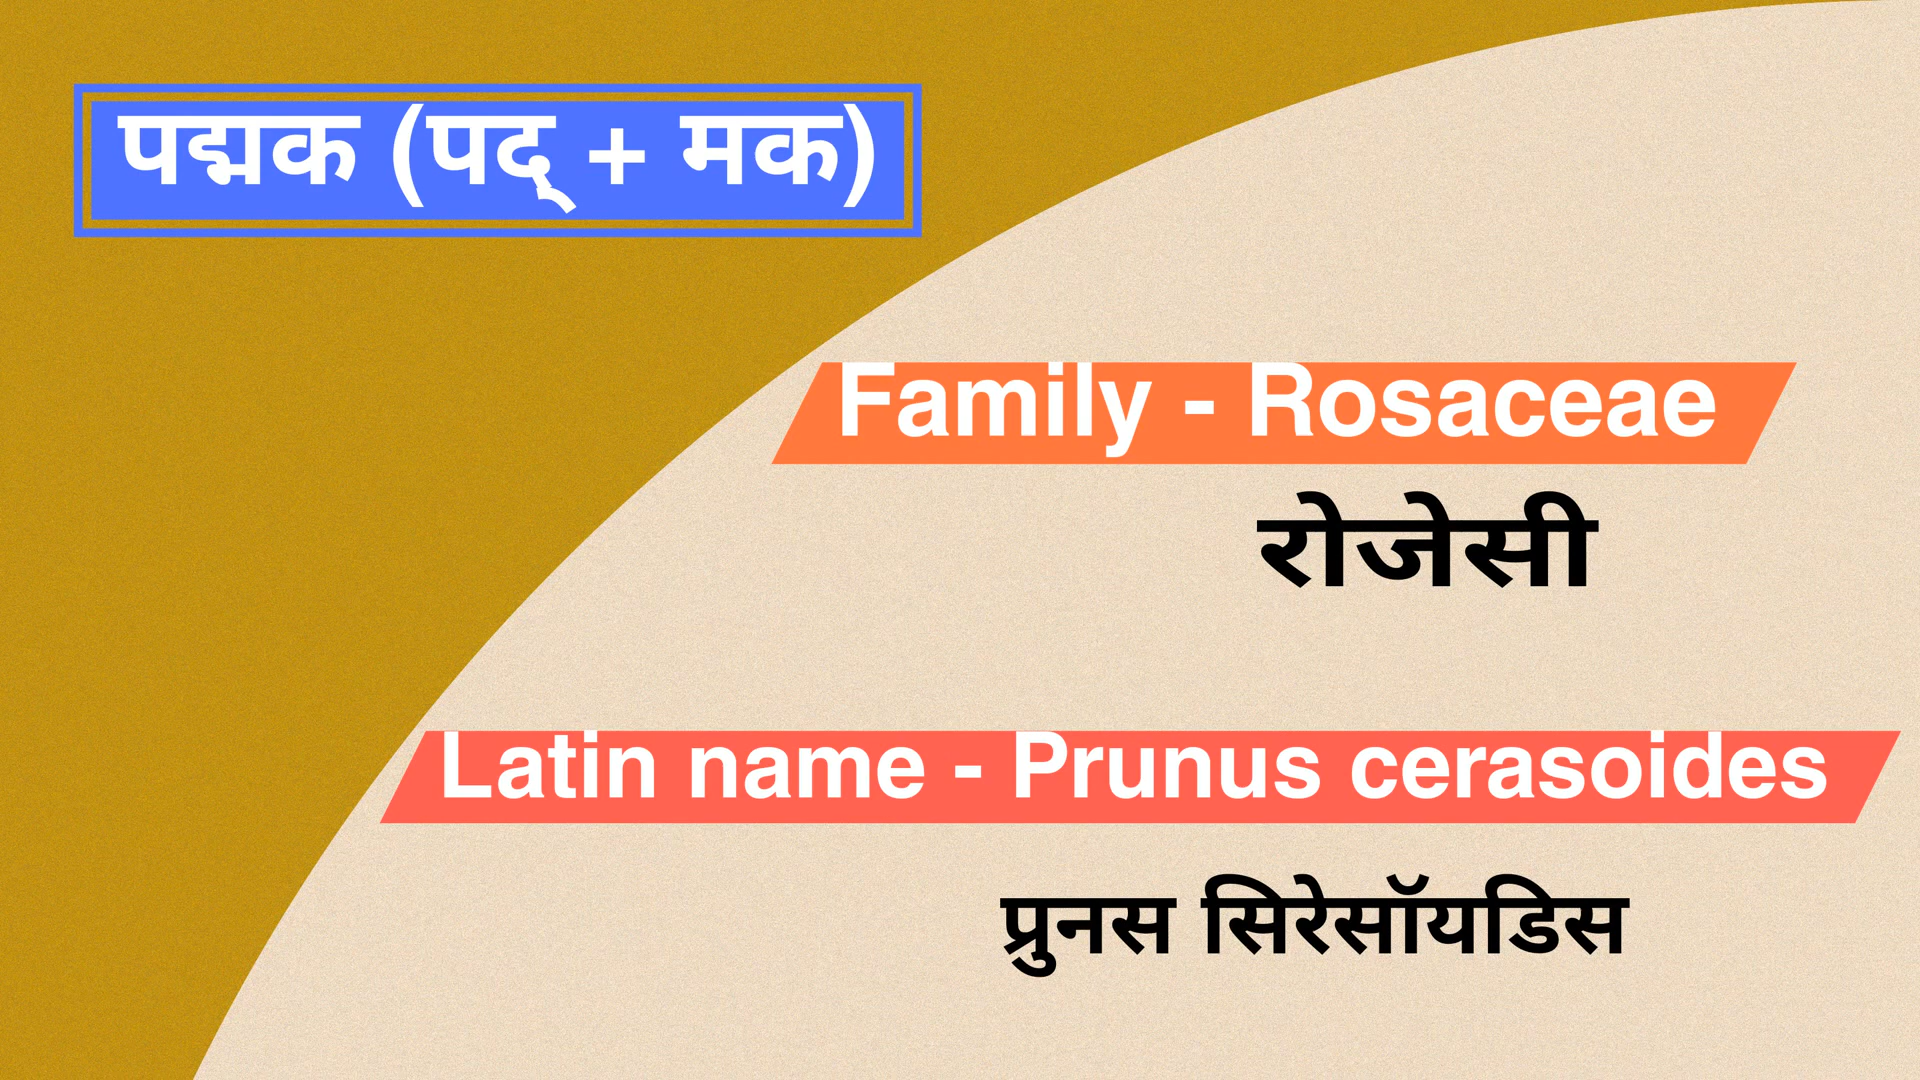 पद्मक (पद् + मक)
Family - Rosaceae
रोजेसी
Latin name - Prunus cerasoides
प्रुनस सिरेसॉयडिस